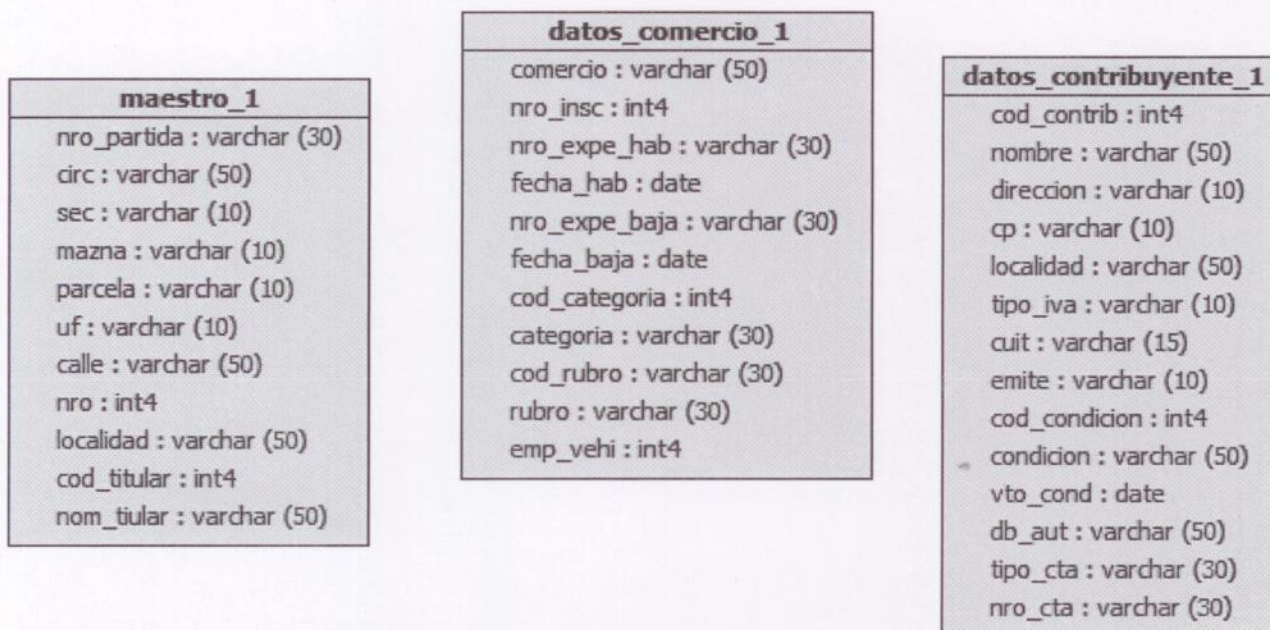 maestro_1
nro_partida : varchar (30)
circ : varchar (50)
sec : varchar (10)
mazna : varchar (10)
parcela : varchar (10)
uf : varchar (10)
calle : varchar (50)
nro : int4
localidad : varchar (50)
cod_titular : int4
nom_tiular : varchar (50)
datos_comercio_1
comercio : varchar (50)
nro_insc : int4
nro_expe_hab : varchar (30)
fecha_hab : date
nro_expe_baja : varchar (30)
fecha_baja : date
cod_categoria : int4
categoria : varchar (30)
cod_rubro : varchar (30)
rubro : varchar (30)
emp_vehi : int4
datos_contribuyente_1
cod_contrib : int4
nombre : varchar (50)
direccion : varchar (10)
cp : varchar (10)
localidad : varchar (50)
tipo_iva : varchar (10)
cuit : varchar (15)
emite : varchar (10)
cod_condicion : int4
condicion : varchar (50)
vto_cond : date
db_aut : varchar (50)
tipo_cta : varchar (30)
nro_cta : varchar (30)